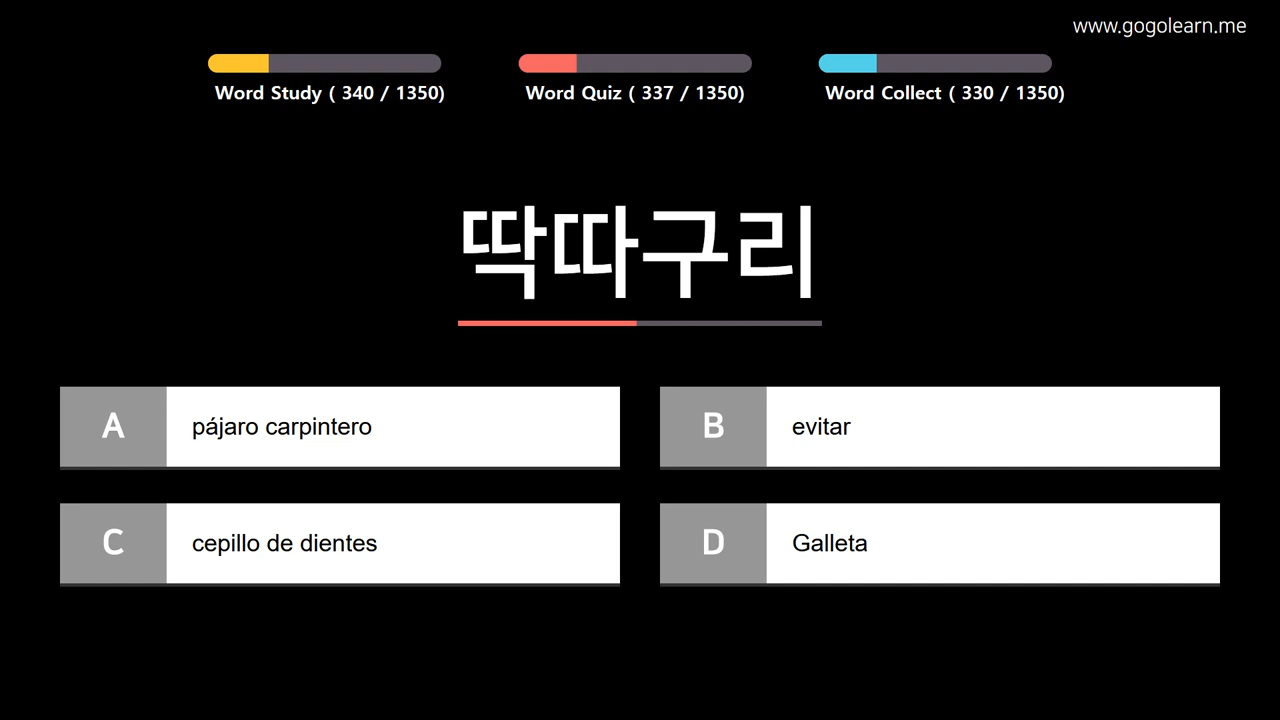 www.gogolearn.me
Word Study ( 340 / 1350)
Word Quiz ( 337 / 1350)
Word Collect ( 330 / 1350)
딱따구리
A
pájaro carpintero
B
evitar
C
cepillo de dientes
D
Galleta